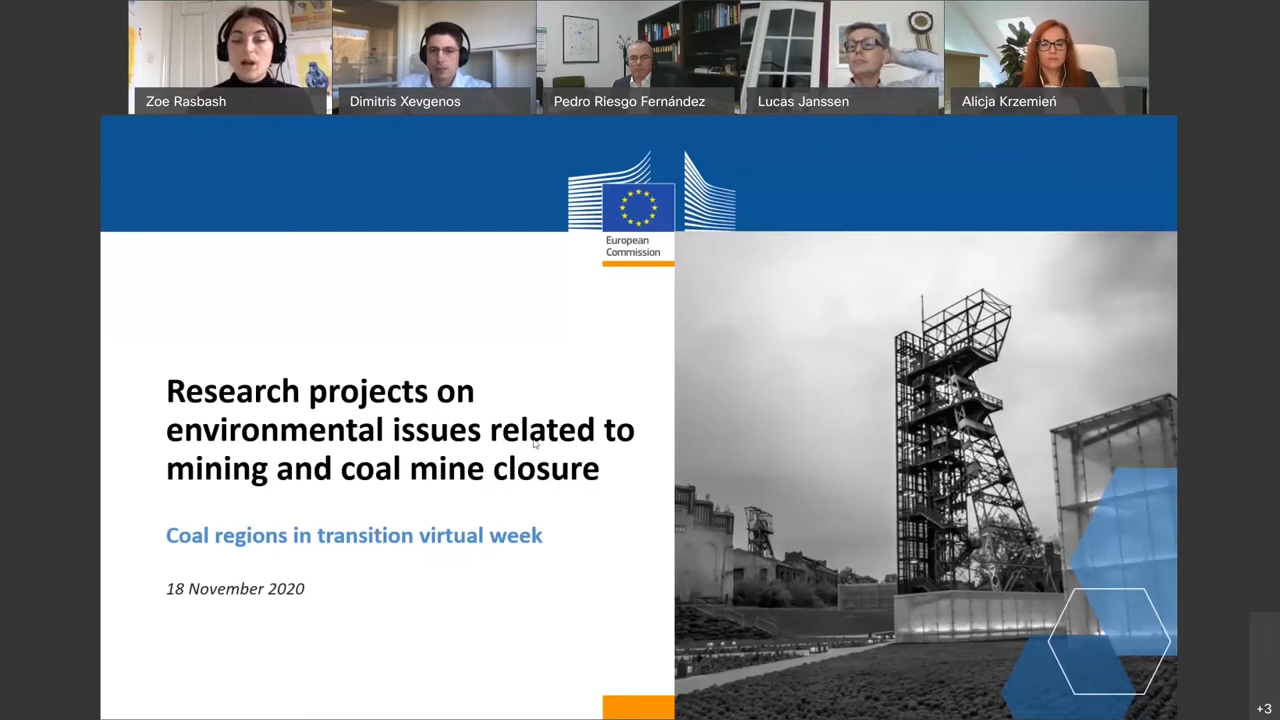 Zoe Rasbash
Dimitris Xevgenos
Pedro Riesgo Fernández
Lucas Janssen
Alicja Krzemień
European
Commission
Research projects on
environmental issues related to
mining and coal mine closure
Coal regions in transition virtual week
18 November 2020
+3